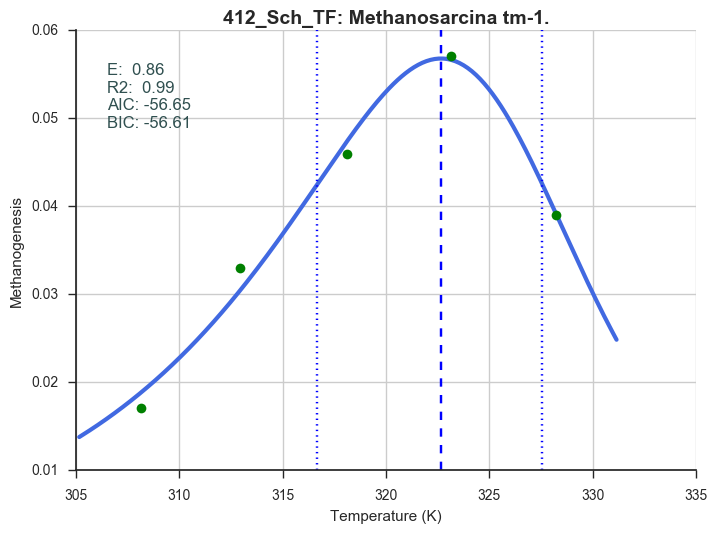 412_Sch_TF: Methanosarcina tm-1.
E:  0.86
R2:  0.99
AIC: -56.65
BIC: -56.61
Methanogenesis
0.06
0.05
0.04
0.03
0.02
0.01
305 310 315 320 325 330 335
Temperature (K)